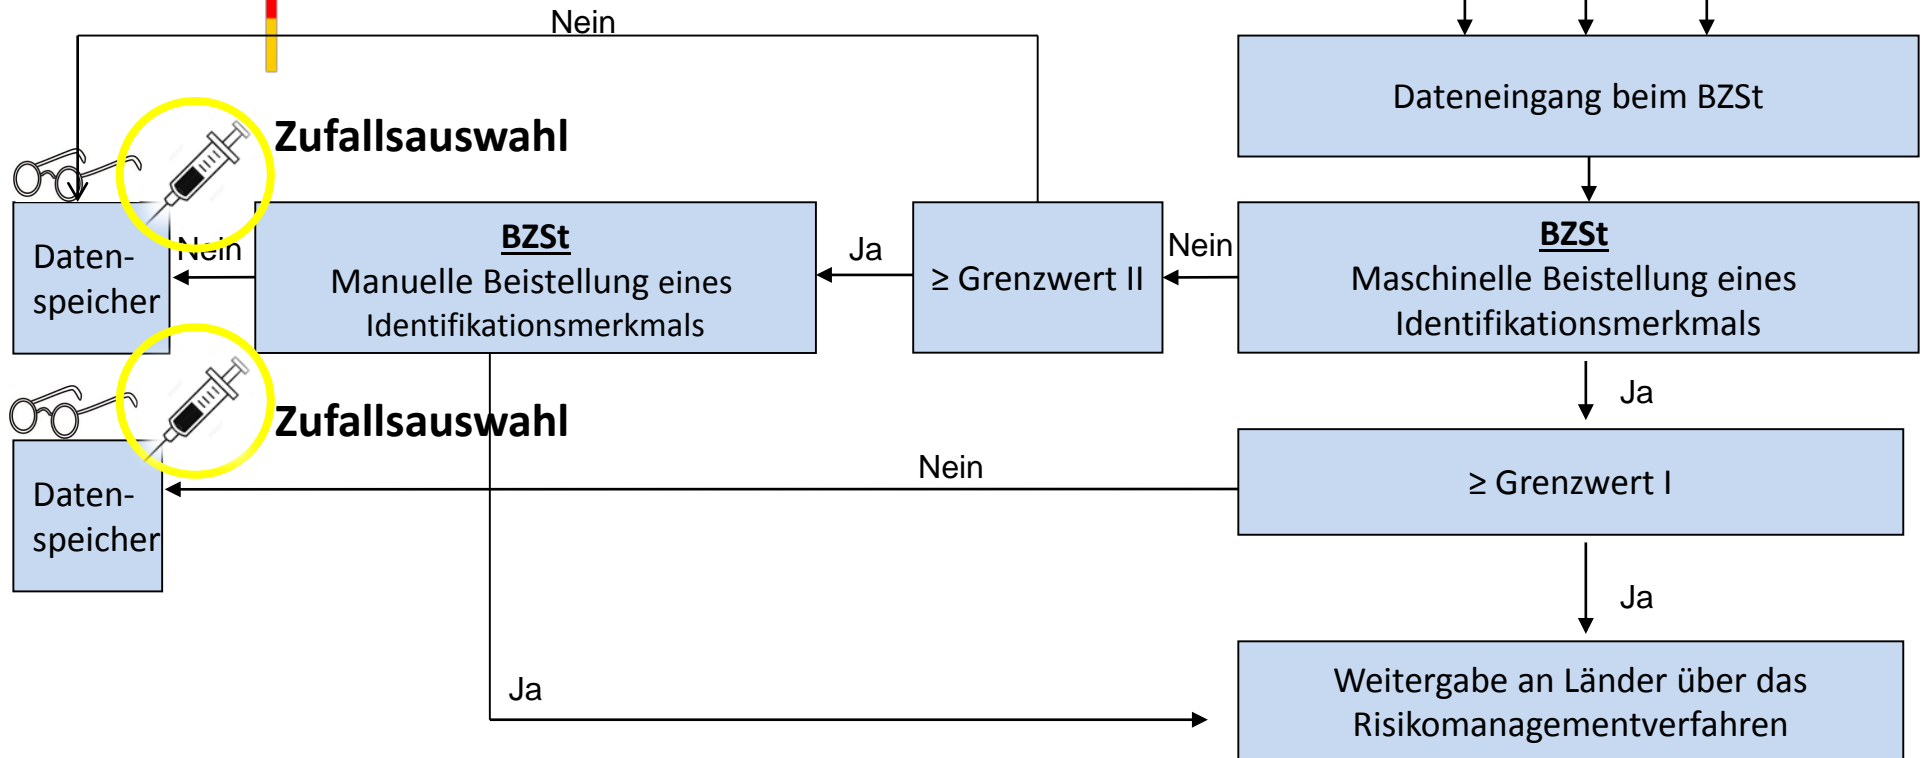 Nein
Dateneingang beim BZSt
Zufallsauswahl
Daten-
speicher
Nein
BZSt
Manuelle Beistellung eines
Identifikationsmerkmals
Ja
≥ Grenzwert II
Nein
BZSt
Maschinelle Beistellung eines
Identifikationsmerkmals
Ja
Zufallsauswahl
Daten-
speicher
Nein
≥ Grenzwert I
Ja
Ja
Weitergabe an Länder über das
Risikomanagementverfahren